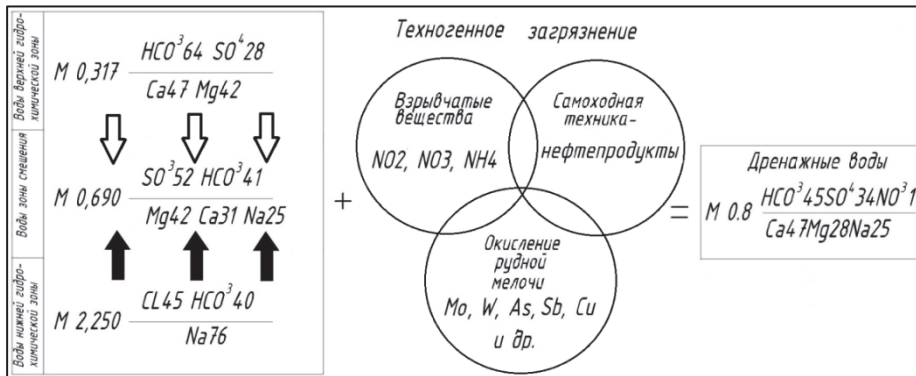 Воды верхней гидро-
химической зоны
М 0,317
HCO³64 SO⁴28
Ca47 Mg42
Воды зоны смешения
М 0,690
SO³52 HCO³41
Mg42 Ca31 Na25
Воды нижней гидро-
химической зоны
М 2,250
CL45 HCO³40
Na76
+
Техногенное загрязнение
Взрывчатые
вещества
NO2, NO3, NH4
Самоходная
техника-
нефтепродукты
Окисление
рудной
мелочи
Mo, W, As, Sb, Cu
и др.
=
Дренажные воды
М 0.8
HCO³45SO⁴34NO³1
Ca47Mg28Na25